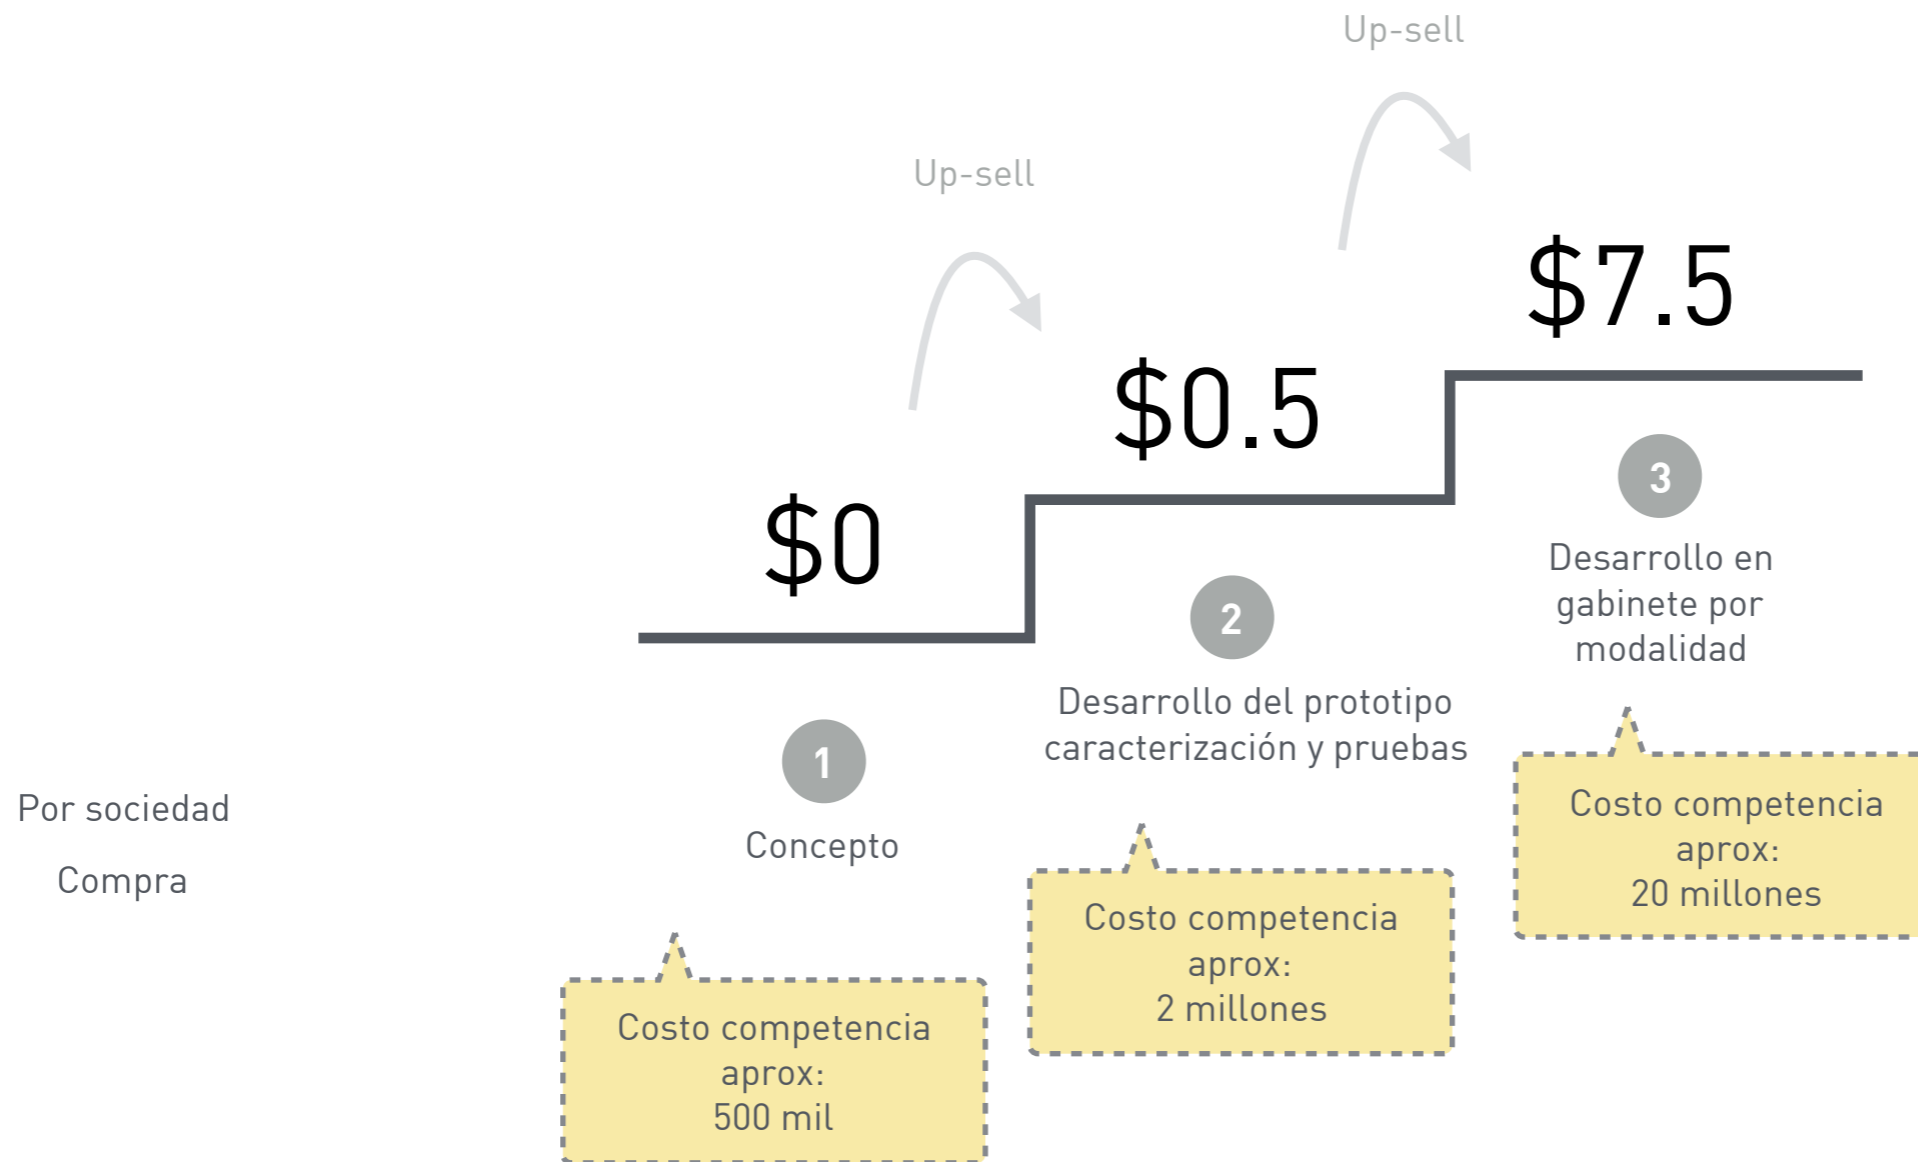 Up-sell
Up-sell
$7.5
$0.5
$0
3
Desarrollo en
gabinete por
modalidad
2
Desarrollo del prototipo
caracterización y pruebas
1
Concepto
Por sociedad
Compra
Costo competencia
aprox:
20 millones
Costo competencia
aprox:
2 millones
Costo competencia
aprox:
500 mil